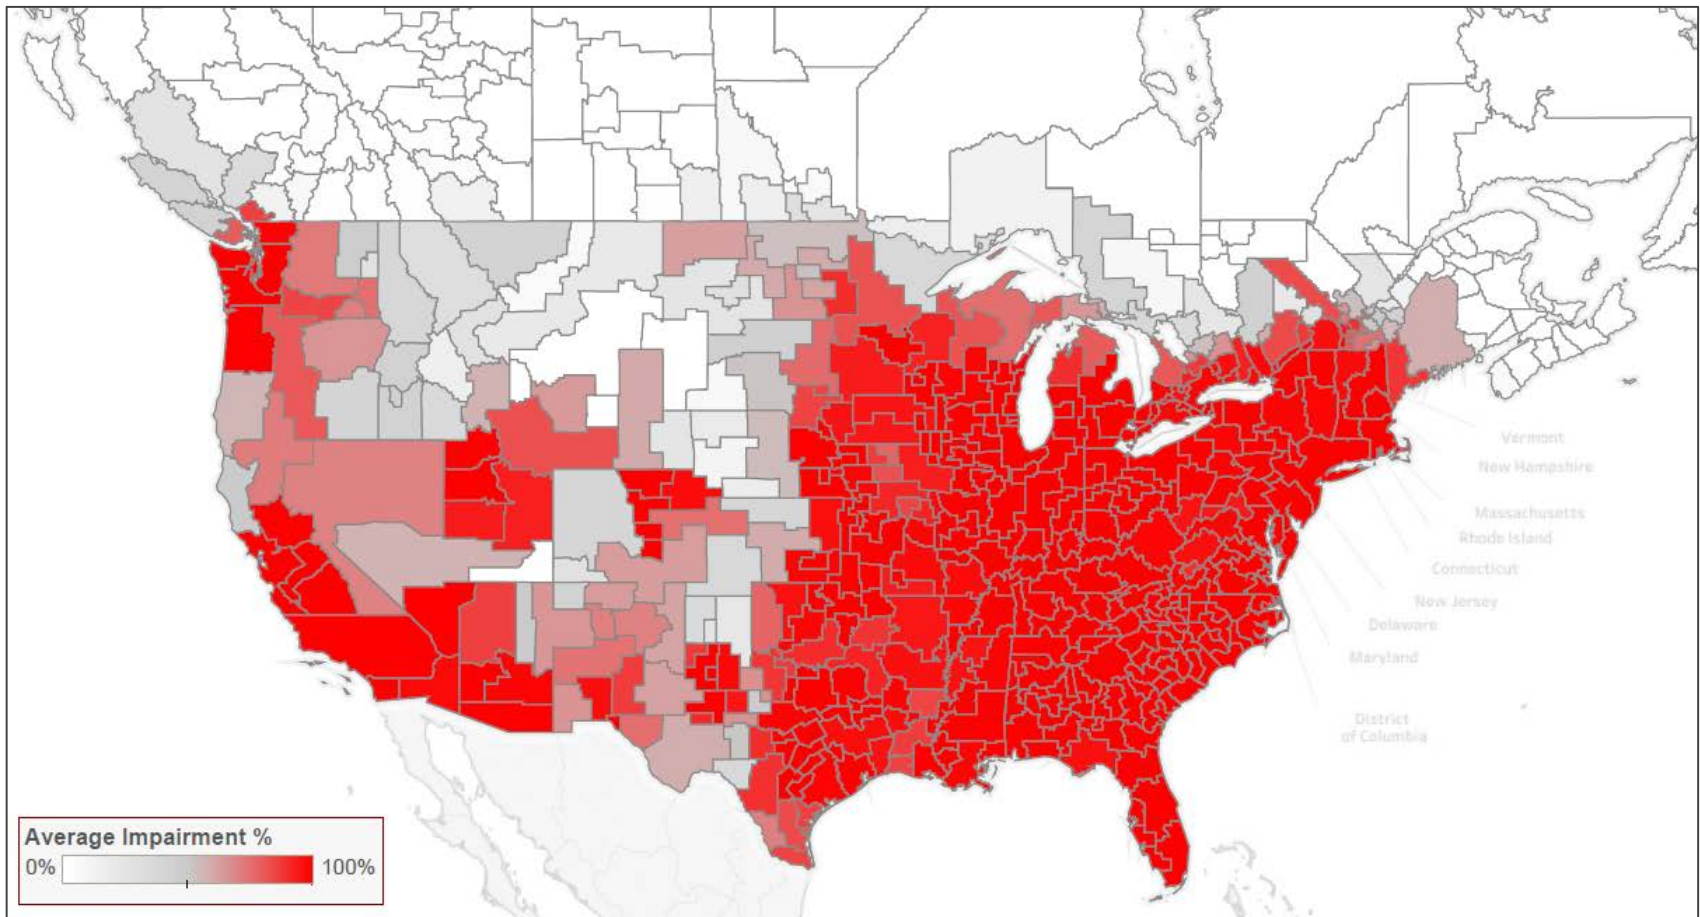 Vermont
New Hampshire
Massachusetts
Rhode Island
Connecticut
New Jersey
Delaware
Maryland
District
of Columbia
Average Impairment %
0%
100%